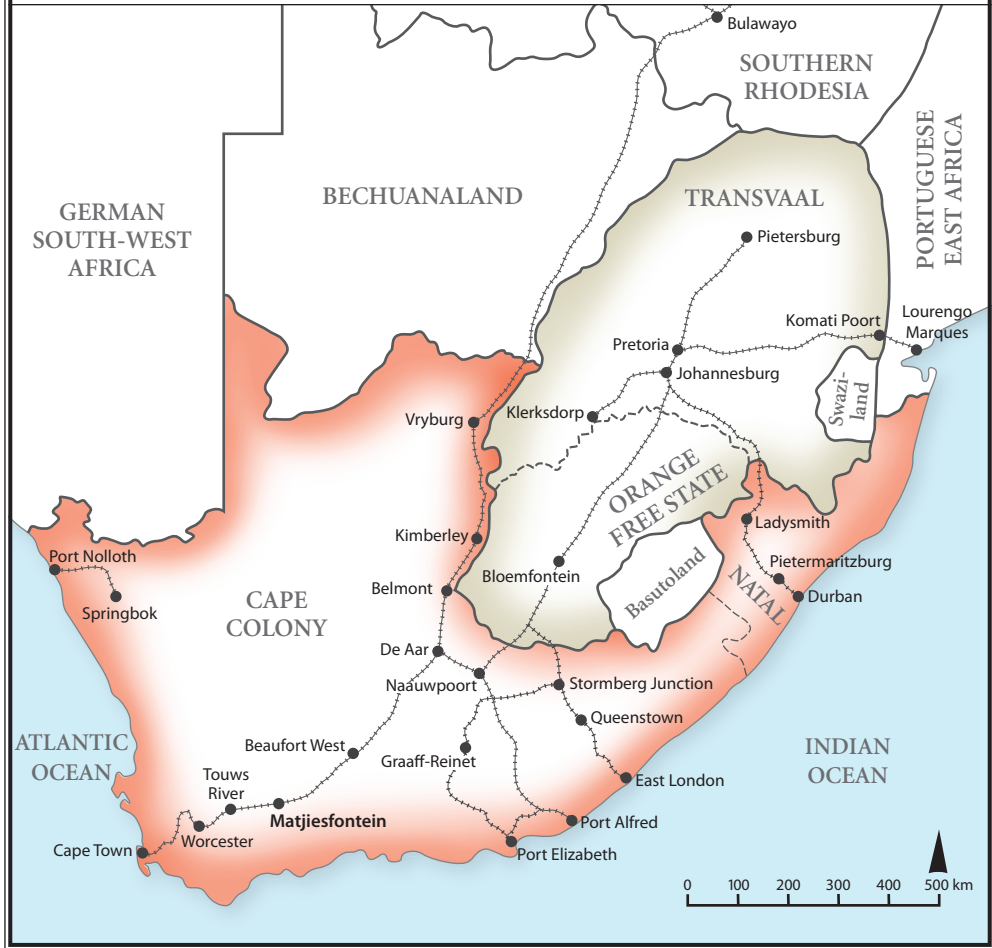 Bulawayo
SOUTHERN
RHODESIA
PORTUGUESE
EAST AFRICA
BECHUANALAND
TRANSVAAL
GERMAN
SOUTH-WEST
AFRICA
Pietersburg
Komati Poort
Lourengo
Marques
Pretoria
Johannesburg
Swazi-
land
Vryburg
Klerksdorp
ORANGE
FREE STATE
Ladysmith
Kimberley
Port Nolloth
Bloemfontein
Pietermaritzburg
Belmont
Basutoland
NATAL
Durban
Springbok
CAPE
COLONY
De Aar
Naauwpoort
Stormberg Junction
Queenstown
ATLANTIC
OCEAN
Beaufort West
Graaff-Reinet
INDIAN
OCEAN
Touws
River
East London
Matjiesfontein
Port Alfred
Worcester
Cape Town
Port Elizabeth
0 100 200 300 400 500 km